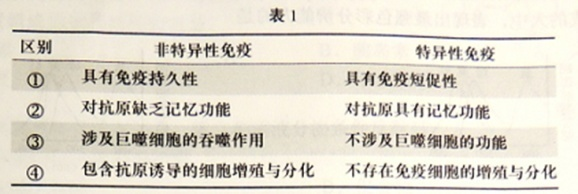 表 1
区别 非特异性免疫 特异性免疫
① 具有免疫持久性 具有免疫短促性
② 对抗原缺乏记忆功能 对抗原具有记忆功能
③ 涉及巨噬细胞的吞噬作用 不涉及巨噬细胞的功能
④ 包含抗原诱导的细胞增殖与分化 不存在免疫细胞的增殖与分化